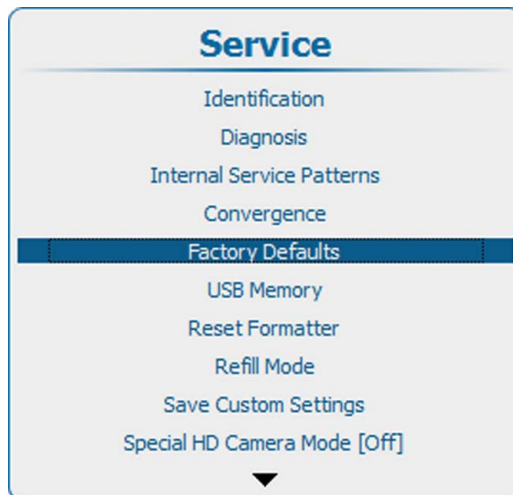 Service
Identification
Diagnosis
Internal Service Patterns
Convergence
Factory Defaults
USB Memory
Reset Formatter
Refill Mode
Save Custom Settings
Special HD Camera Mode [Off]